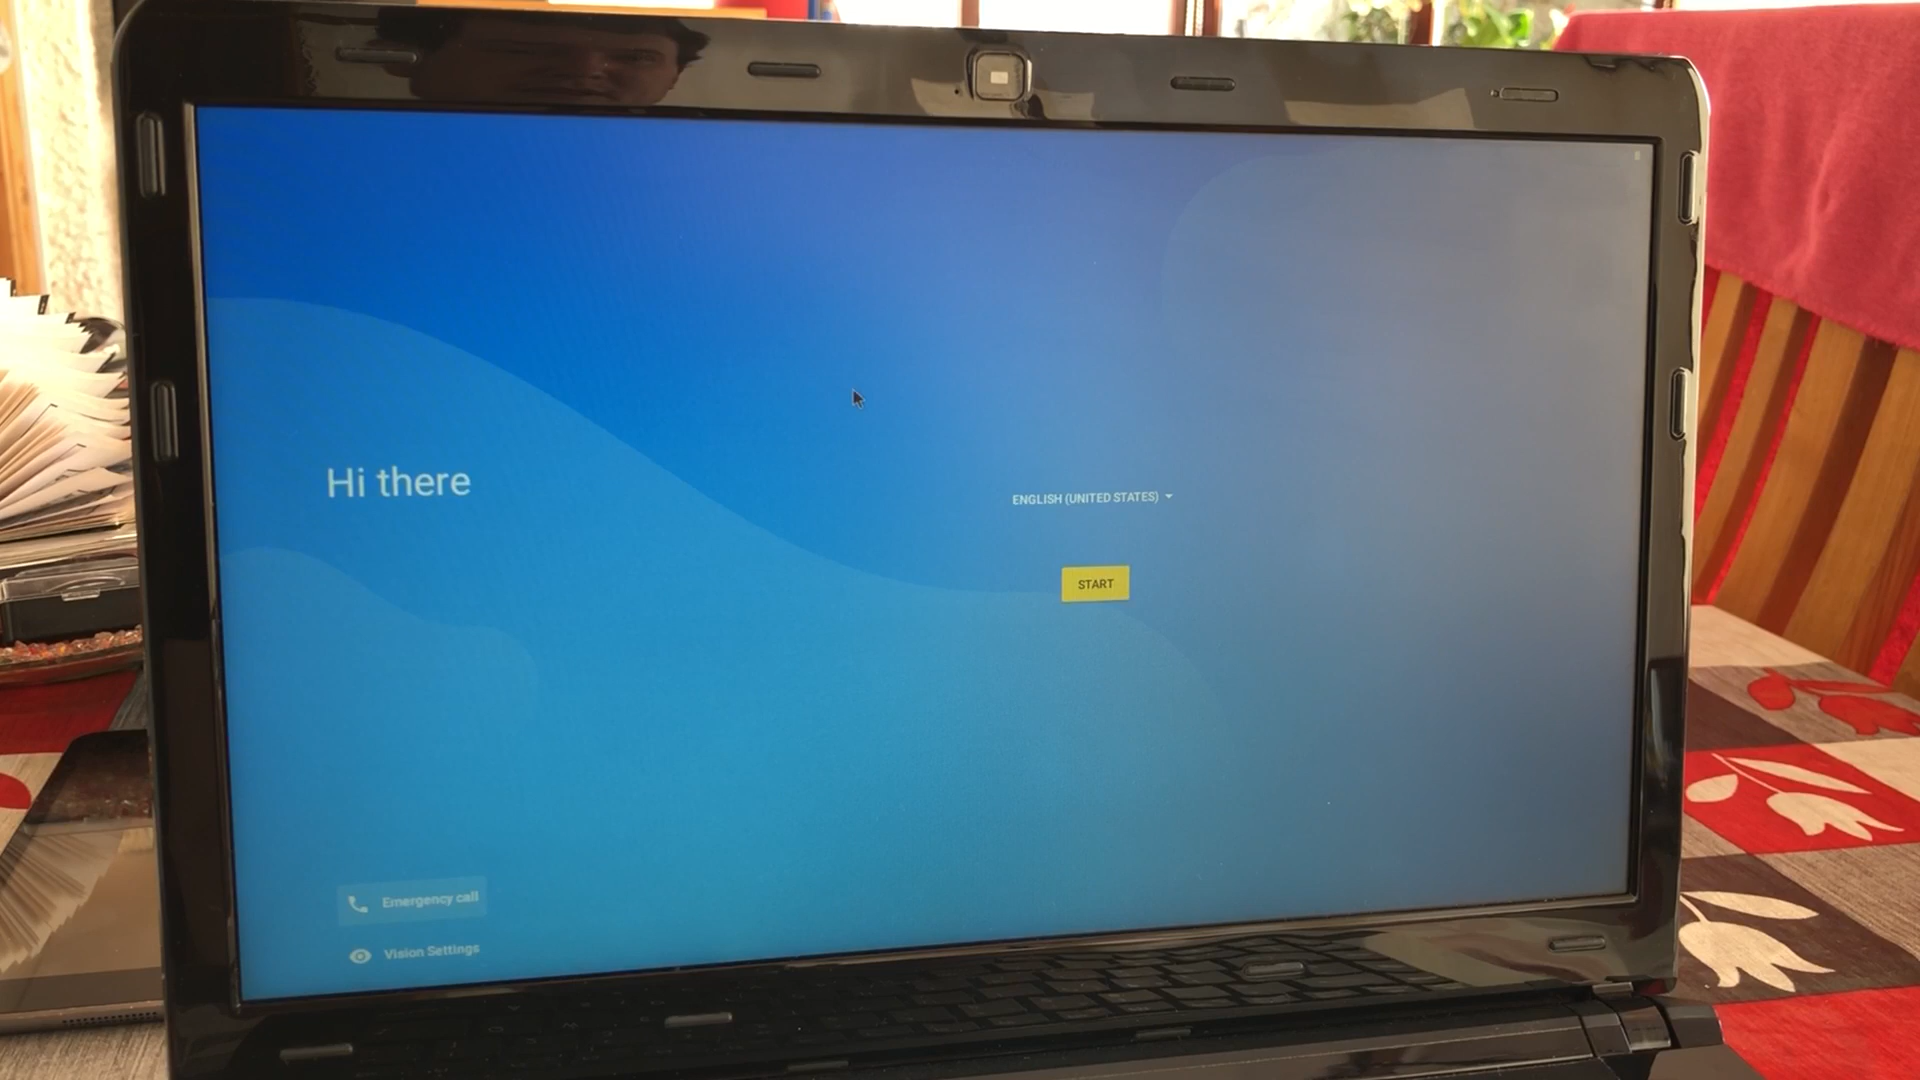 Hi there
ENGLISH (UNITED STATES)
START
Emergency call
Vision Settings